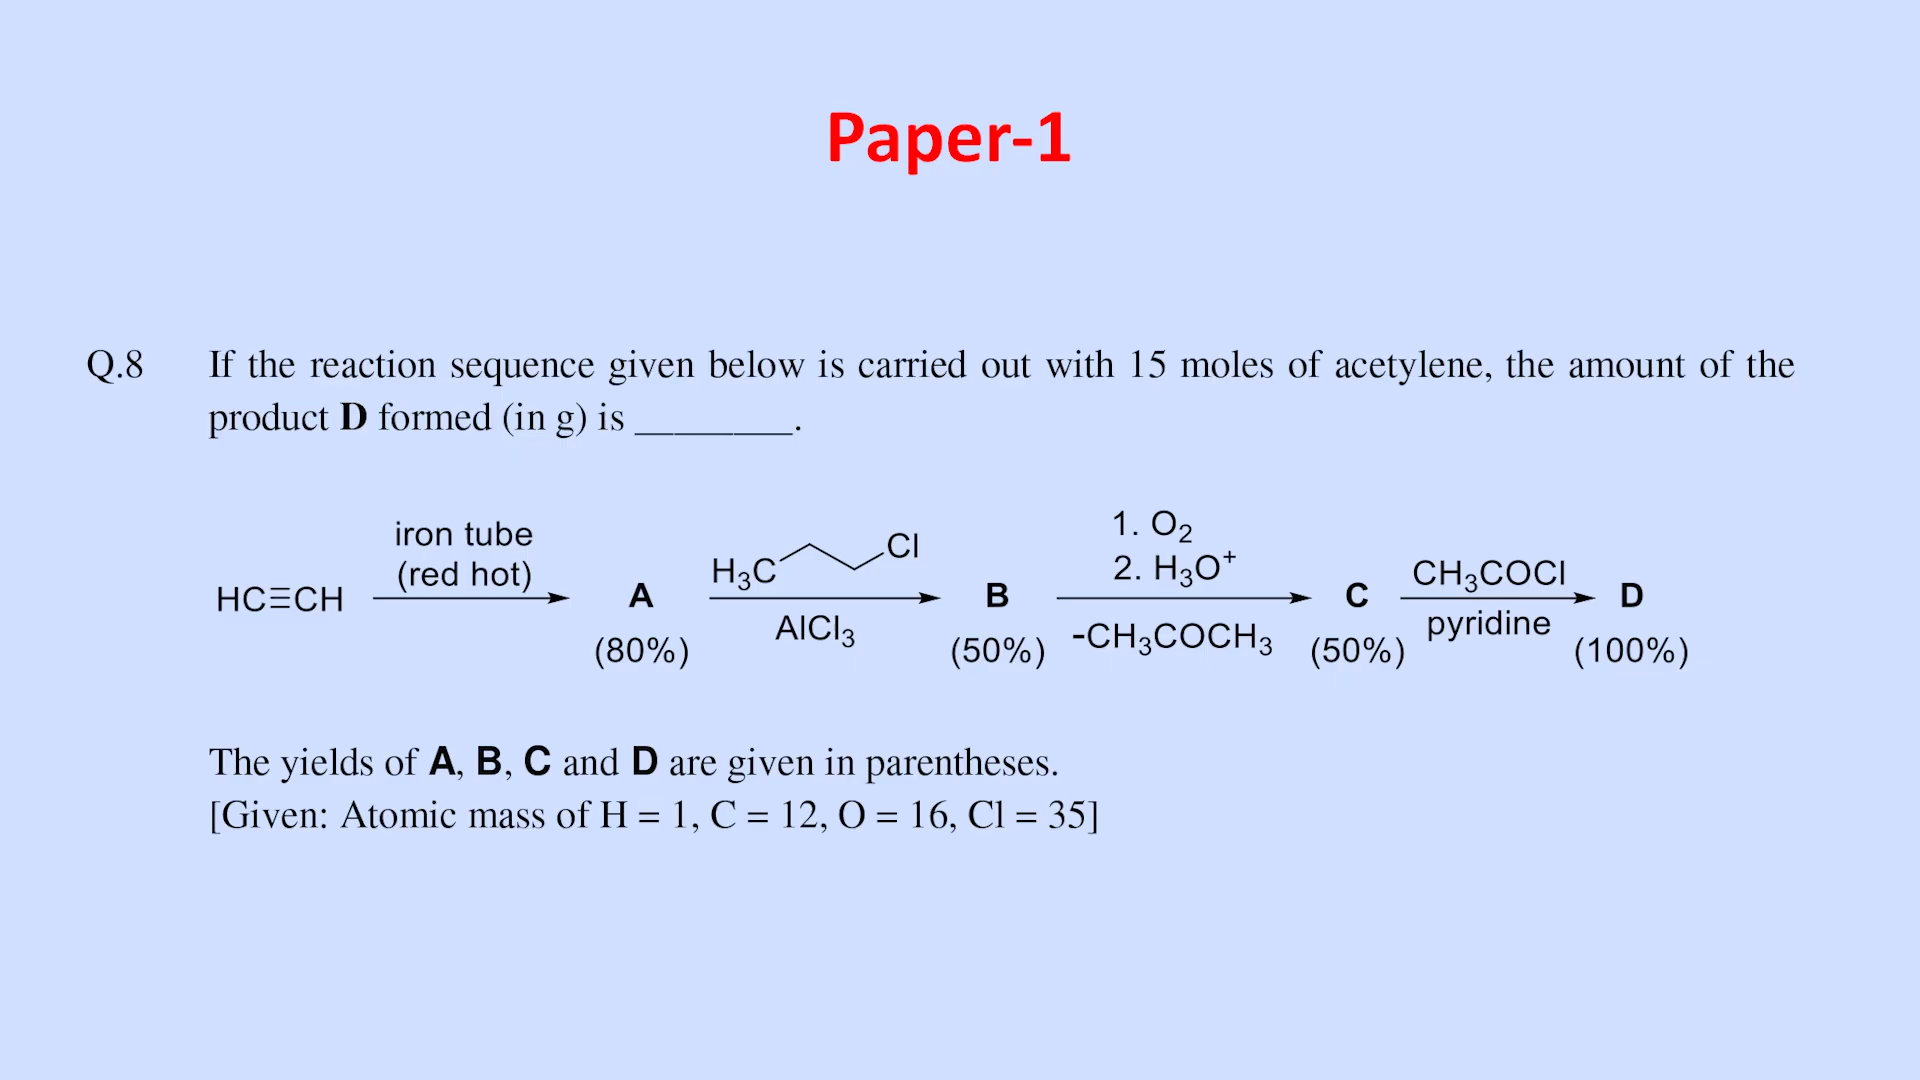 Paper-1
Q.8 If the reaction sequence given below is carried out with 15 moles of acetylene, the amount of the
product D formed (in g) is ________.
iron tube
(red hot)
HC≡CH
A
(80%)
H₃C
Cl
AlCl₃
B
(50%)
1. O₂
2. H₃O⁺
-CH₃COCH₃
C
(50%)
CH₃COCl
pyridine
D
(100%)
The yields of A, B, C and D are given in parentheses.
[Given: Atomic mass of H = 1, C = 12, O = 16, Cl = 35]